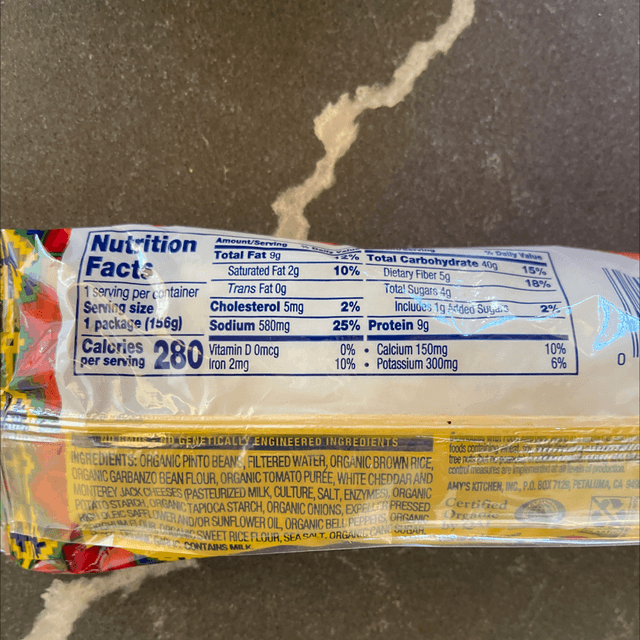 Nutrition
Facts
1 serving per container
Serving size
1 package (156g)
Calories
per serving 280
Amount/Serving % Daily Value
Total Fat 9g 12%
Saturated Fat 2g 10%
Trans Fat 0g
Cholesterol 5mg 2%
Sodium 580mg 25%
Amount/Serving % Daily Value
Total Carbohydrate 40g 15%
Dietary Fiber 5g 18%
Total Sugars 4g
Includes 1g Added Sugars 2%
Protein 9g
Vitamin D 0mcg 0% • Calcium 150mg 10%
Iron 2mg 10% • Potassium 300mg 6%
0
GENETICALLY ENGINEERED INGREDIENTS
INGREDIENTS: ORGANIC PINTO BEANS, FILTERED WATER, ORGANIC BROWN RICE,
ORGANIC GARBANZO BEAN FLOUR, ORGANIC TOMATO PURÉE, WHITE CHEDDAR AND
MONTEREY JACK CHEESES (PASTEURIZED MILK, CULTURE, SALT, ENZYMES), ORGANIC
POTATO STARCH, ORGANIC TAPIOCA STARCH, ORGANIC ONIONS, EXPELLER PRESSED
SAFFLOWER AND/OR SUNFLOWER OIL, ORGANIC BELL PEPPERS, ORGANIC
SWEET RICE FLOUR, SEA SALT, ORGANIC SUGAR
CONTAINS MILK
foods
control measures are implemented at all levels of production
AMY'S KITCHEN, INC., P.O. BOX 7125, PETALUMA, CA
Certified